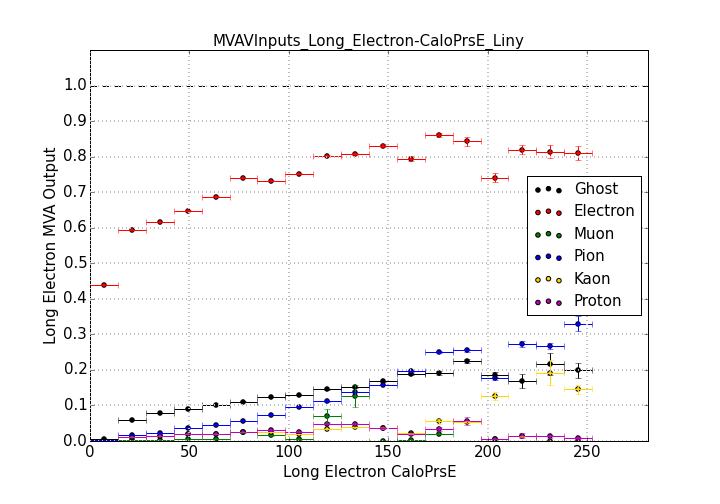 MVAVInputs_Long_Electron-CaloPrsE_Liny
1.0
0.9
0.8
0.7
0.6
0.5
0.4
0.3
0.2
0.1
0.0
Long Electron MVA Output
Ghost
Electron
Muon
Pion
Kaon
Proton
0 50 100 150 200 250
Long Electron CaloPrsE